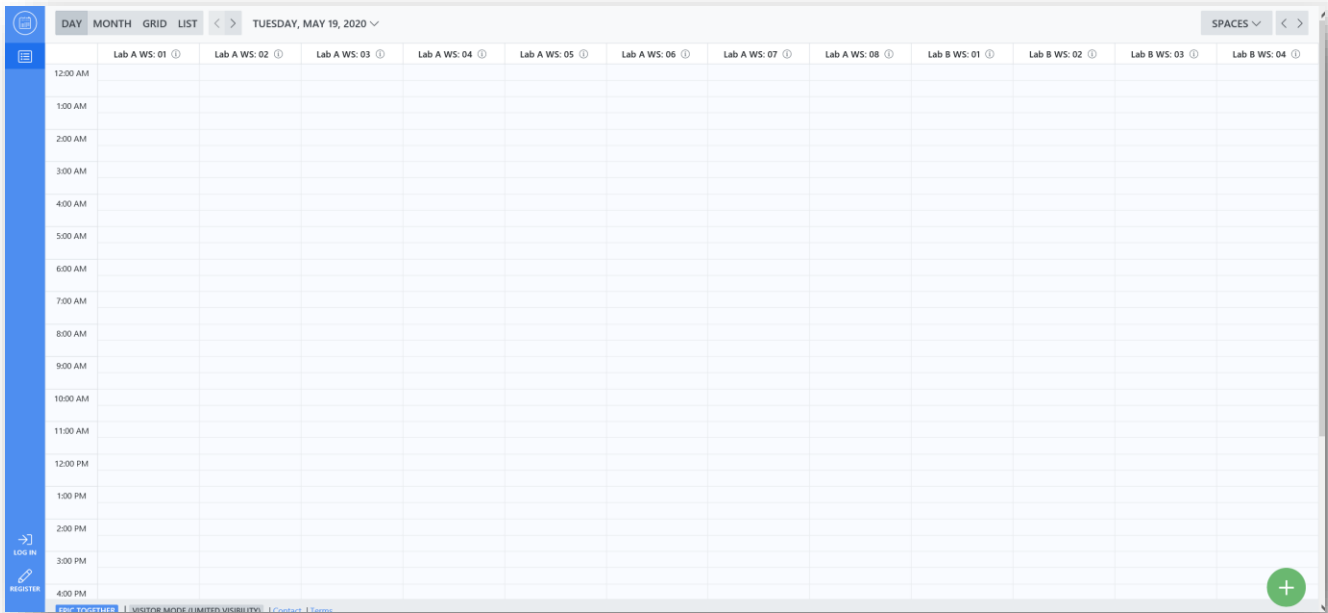 DAY MONTH GRID LIST < > TUESDAY, MAY 19, 2020 SPACES < >
Lab A WS: 01 Lab A WS: 02 Lab A WS: 03 Lab A WS: 04 Lab A WS: 05 Lab A WS: 06 Lab A WS: 07 Lab A WS: 08 Lab B WS: 01 Lab B WS: 02 Lab B WS: 03 Lab B WS: 04
12:00 AM
1:00 AM
2:00 AM
3:00 AM
4:00 AM
5:00 AM
6:00 AM
7:00 AM
8:00 AM
9:00 AM
10:00 AM
11:00 AM
12:00 PM
1:00 PM
2:00 PM
3:00 PM
4:00 PM
LOG IN
REGISTER
EPIC TOGETHER | VISITOR MODE (LIMITED VISIBILITY) | Contact | Terms